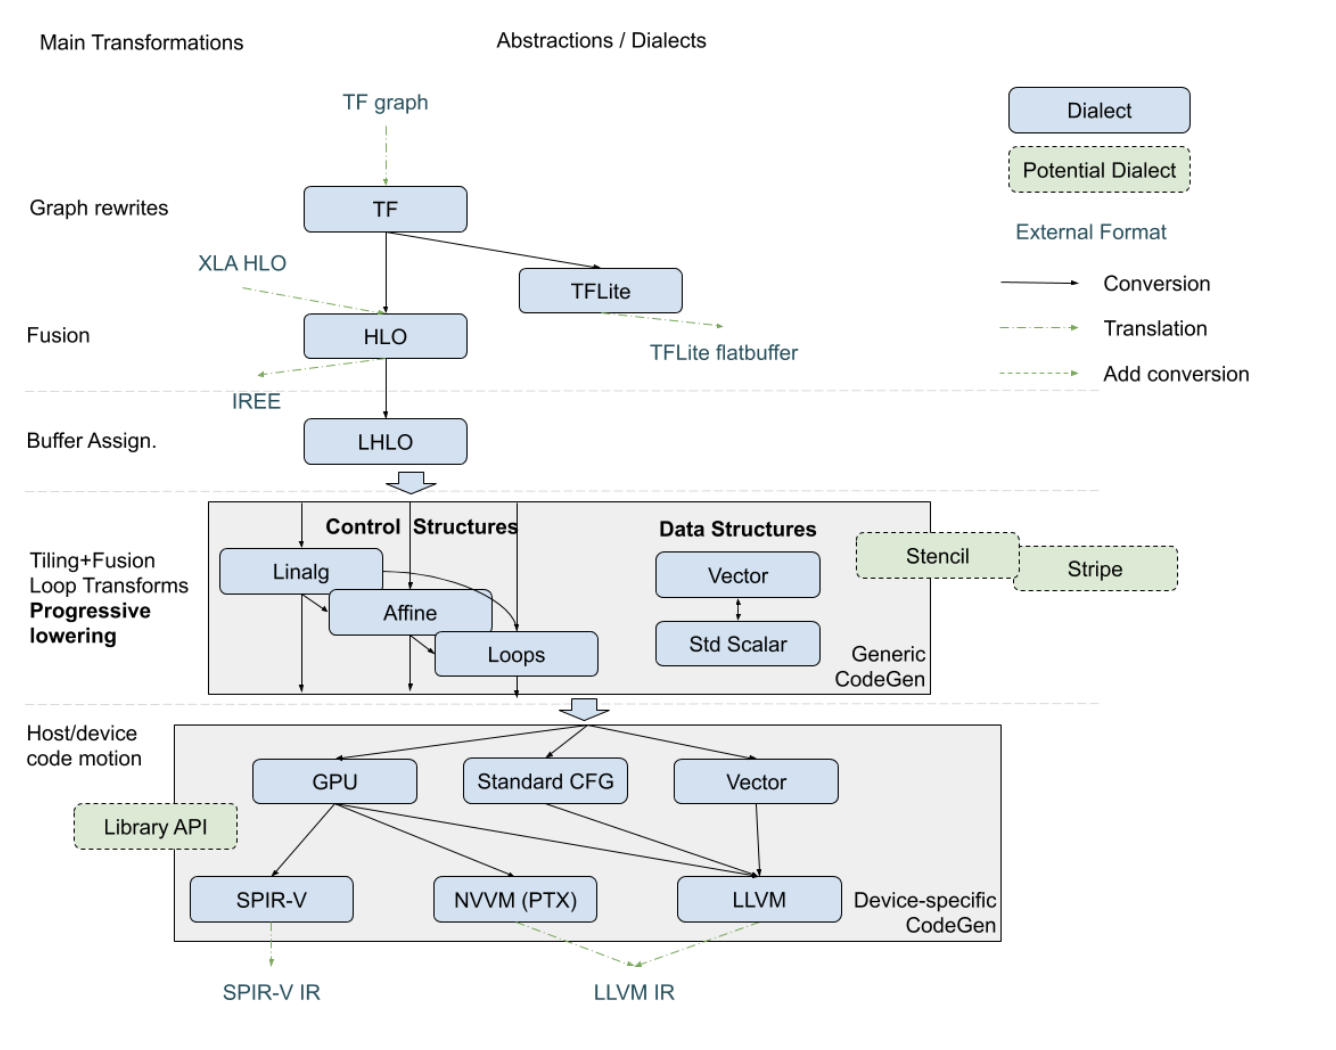 Main Transformations
Abstractions / Dialects
TF graph
Dialect
Potential Dialect
External Format
Conversion
Translation
Add conversion
Graph rewrites
TF
XLA HLO
TFLite
Fusion
HLO
TFLite flatbuffer
IREE
Buffer Assign.
LHLO
Tiling+Fusion
Loop Transforms
Progressive
lowering
Control Structures
Data Structures
Linalg
Affine
Loops
Vector
Std Scalar
Generic
CodeGen
Stencil
Stripe
Host/device
code motion
GPU
Standard CFG
Vector
Library API
SPIR-V
NVVM (PTX)
LLVM
Device-specific
CodeGen
SPIR-V IR
LLVM IR